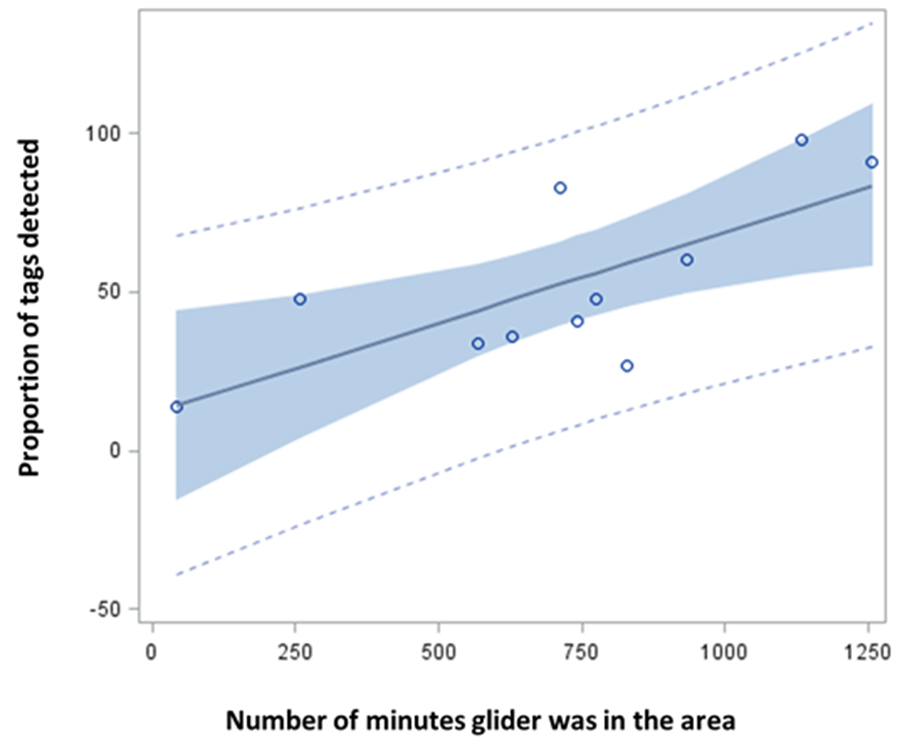 Proportion of tags detected
100
50
0
-50
0 250 500 750 1000 1250
Number of minutes glider was in the area